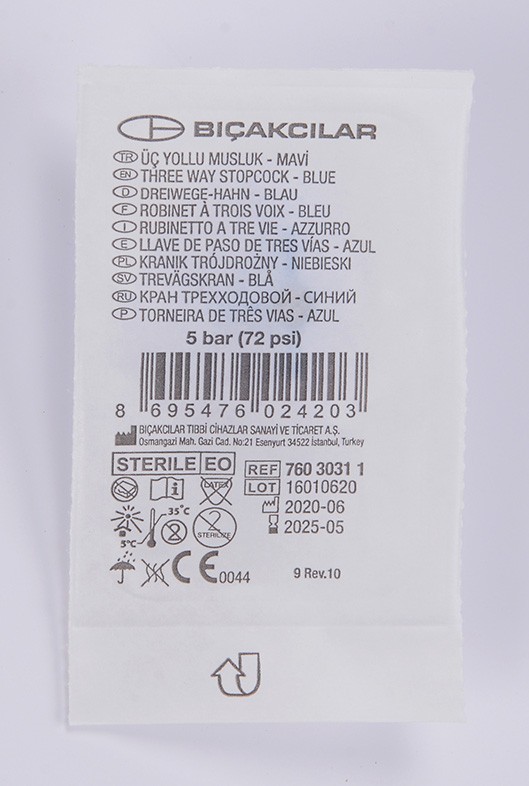 BIÇAKCILAR
TR ÜÇ YOLLU MUSLUK - MAVİ
EN THREE WAY STOPCOCK - BLUE
D DREIWEGE-HAHN - BLAU
F ROBINET À TROIS VOIX - BLEU
I RUBINETTO A TRE VIE - AZZURRO
E LLAVE DE PASO DE TRES VÍAS - AZUL
PL KRANIK TRÓJDROŻNY - NIEBIESKI
SV TREVÄGSKRAN - BLÅ
RU КРАН ТРЕХХОДОВОЙ - СИНИЙ
P TORNEIRA DE TRÊS VIAS - AZUL
5 bar (72 psi)
8 695476 024203
BIÇAKCILAR TIBBİ CİHAZLAR SANAYİ VE TİCARET A.Ş.
Osmangazi Mah. Gazi Cad. No:21 Esenyurt 34522 İstanbul, Turkey
STERILE EO
REF 760 3031 1
LATEX
LOT 16010620
2020-06
35°C
5°C
2
2
STERILIZE
2025-05
CE 0044
9 Rev.10